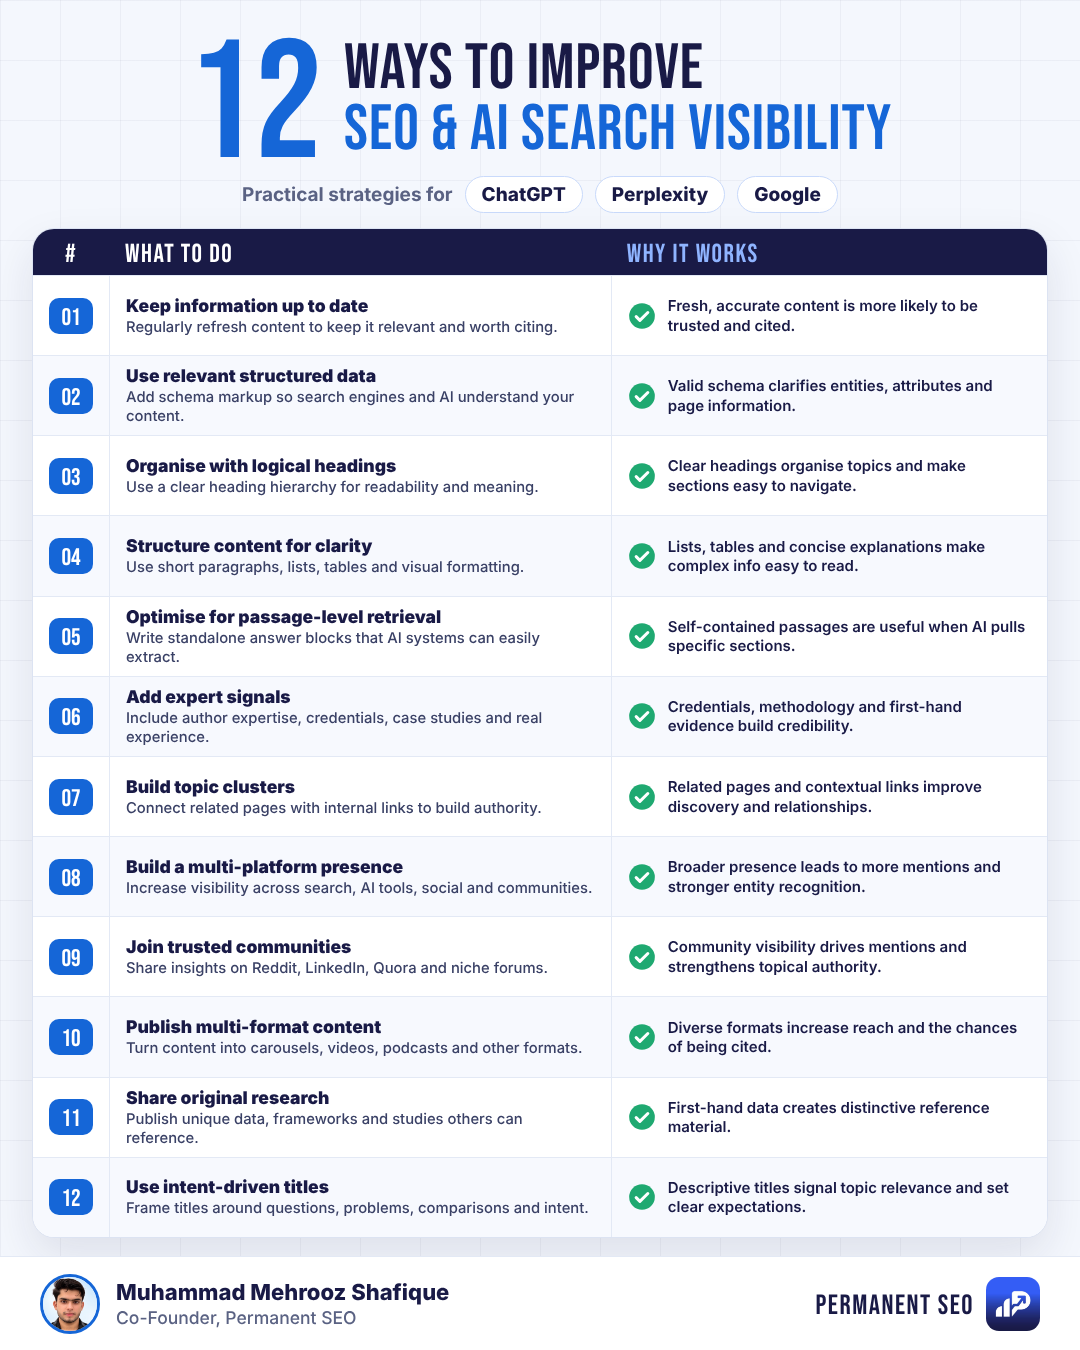 12
WAYS TO IMPROVE
SEO & AI SEARCH VISIBILITY
Practical strategies for ChatGPT Perplexity Google
# WHAT TO DO WHY IT WORKS
01
Keep information up to date
Regularly refresh content to keep it relevant and worth citing.
Fresh, accurate content is more likely to be
trusted and cited.
02
Use relevant structured data
Add schema markup so search engines and AI understand your
content.
Valid schema clarifies entities, attributes and
page information.
03
Organise with logical headings
Use a clear heading hierarchy for readability and meaning.
Clear headings organise topics and make
sections easy to navigate.
04
Structure content for clarity
Use short paragraphs, lists, tables and visual formatting.
Lists, tables and concise explanations make
complex info easy to read.
05
Optimise for passage-level retrieval
Write standalone answer blocks that AI systems can easily
extract.
Self-contained passages are useful when AI pulls
specific sections.
06
Add expert signals
Include author expertise, credentials, case studies and real
experience.
Credentials, methodology and first-hand
evidence build credibility.
07
Build topic clusters
Connect related pages with internal links to build authority.
Related pages and contextual links improve
discovery and relationships.
08
Build a multi-platform presence
Increase visibility across search, AI tools, social and communities.
Broader presence leads to more mentions and
stronger entity recognition.
09
Join trusted communities
Share insights on Reddit, LinkedIn, Quora and niche forums.
Community visibility drives mentions and
strengthens topical authority.
10
Publish multi-format content
Turn content into carousels, videos, podcasts and other formats.
Diverse formats increase reach and the chances
of being cited.
11
Share original research
Publish unique data, frameworks and studies others can
reference.
First-hand data creates distinctive reference
material.
12
Use intent-driven titles
Frame titles around questions, problems, comparisons and intent.
Descriptive titles signal topic relevance and set
clear expectations.
Muhammad Mehrooz Shafique
Co-Founder, Permanent SEO
PERMANENT SEO